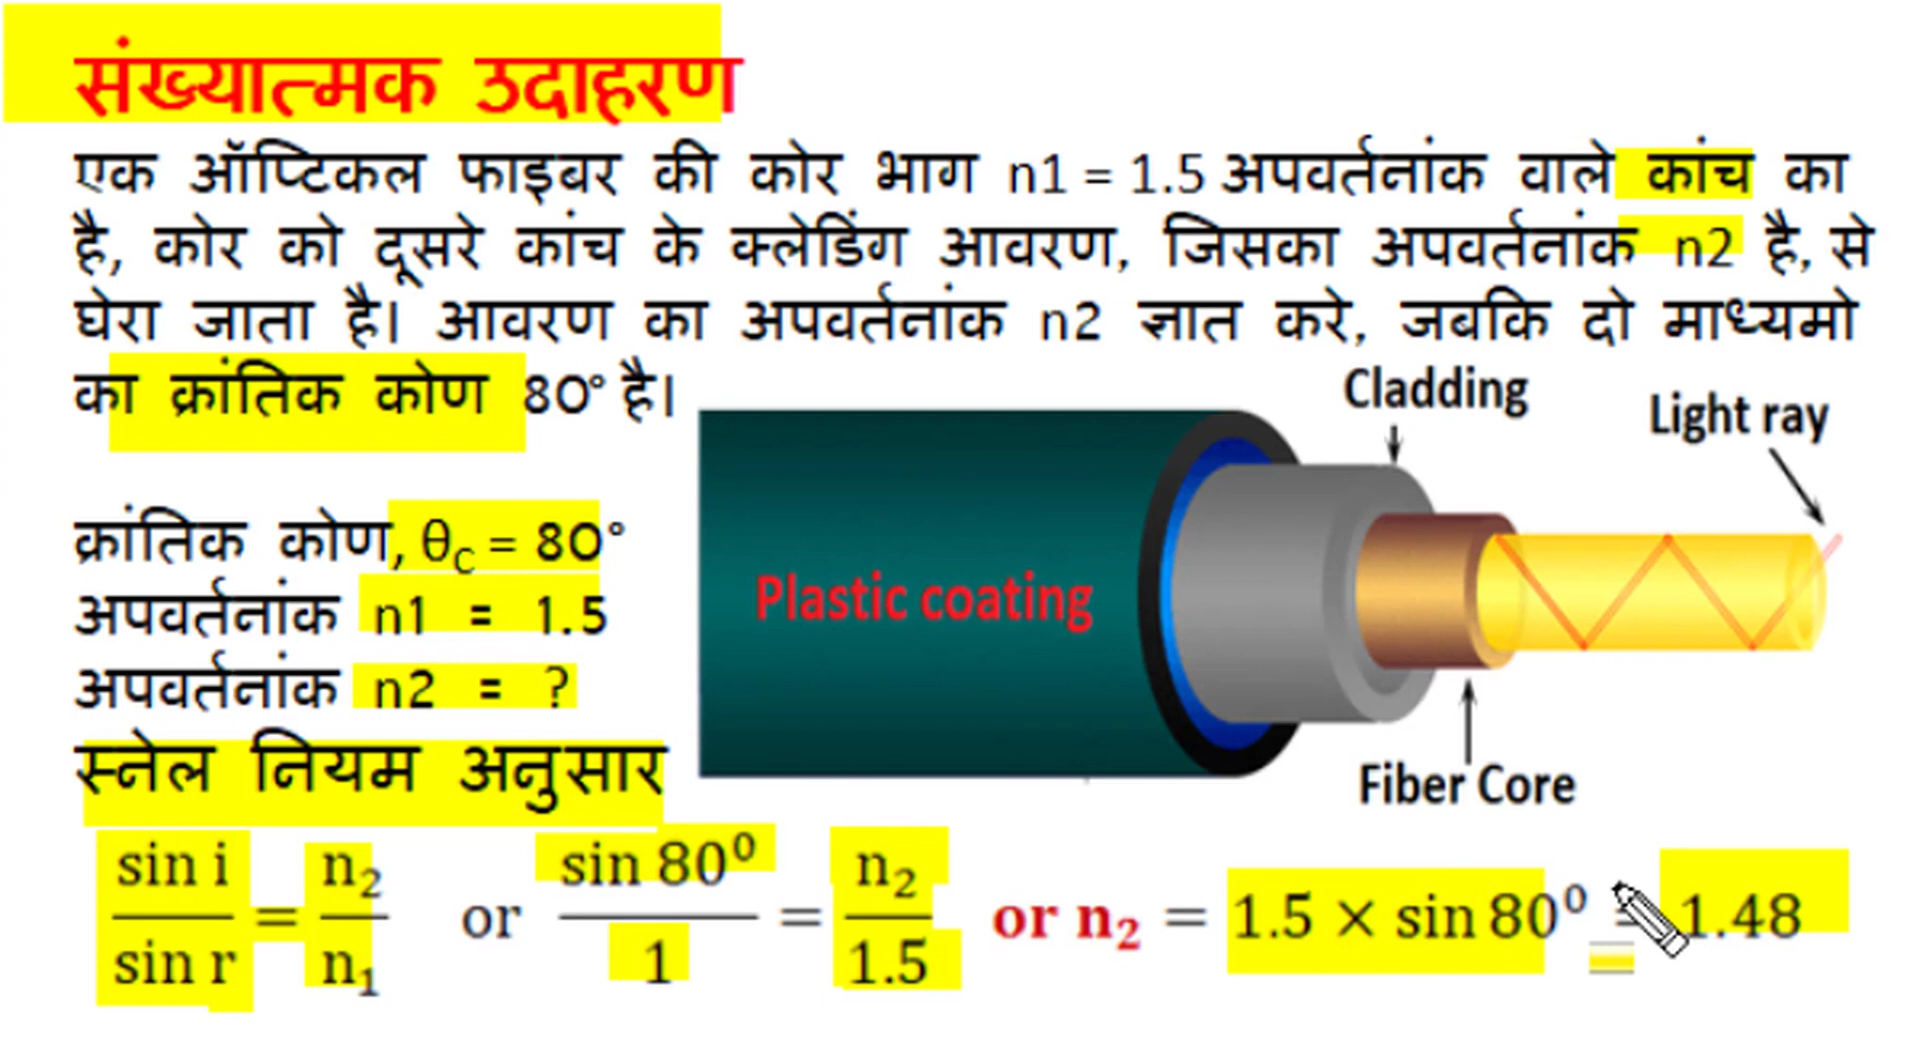 संख्यात्मक उदाहरण
एक ऑप्टिकल फाइबर की कोर भाग n1 = 1.5 अपवर्तनांक वाले कांच का
है, कोर को दूसरे कांच के क्लेडिंग आवरण, जिसका अपवर्तनांक n2 है, से
घेरा जाता है। आवरण का अपवर्तनांक n2 ज्ञात करे, जबकि दो माध्यमो
का क्रांतिक कोण 80° है।
Cladding
Light ray
क्रांतिक कोण, θ_C = 80°
अपवर्तनांक n1 = 1.5
Plastic coating
अपवर्तनांक n2 = ?
स्नेल नियम अनुसार
Fiber Core
sin i / sin r = n₂ / n₁ or sin 80⁰ / 1 = n₂ / 1.5 or n₂ = 1.5 × sin 80⁰ = 1.48